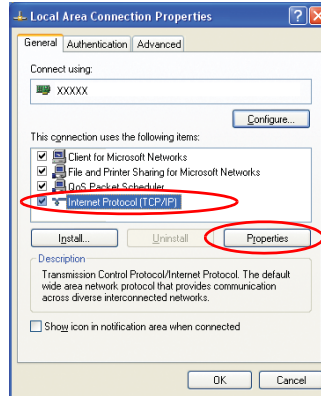 Local Area Connection Properties
General Authentication Advanced
Connect using:
XXXXX
Configure...
This connection uses the following items:
Client for Microsoft Networks
File and Printer Sharing for Microsoft Networks
QoS Packet Scheduler
Internet Protocol (TCP/IP)
Install... Uninstall Properties
Description
Transmission Control Protocol/Internet Protocol. The default
wide area network protocol that provides communication
across diverse interconnected networks.
Show icon in notification area when connected
OK Cancel